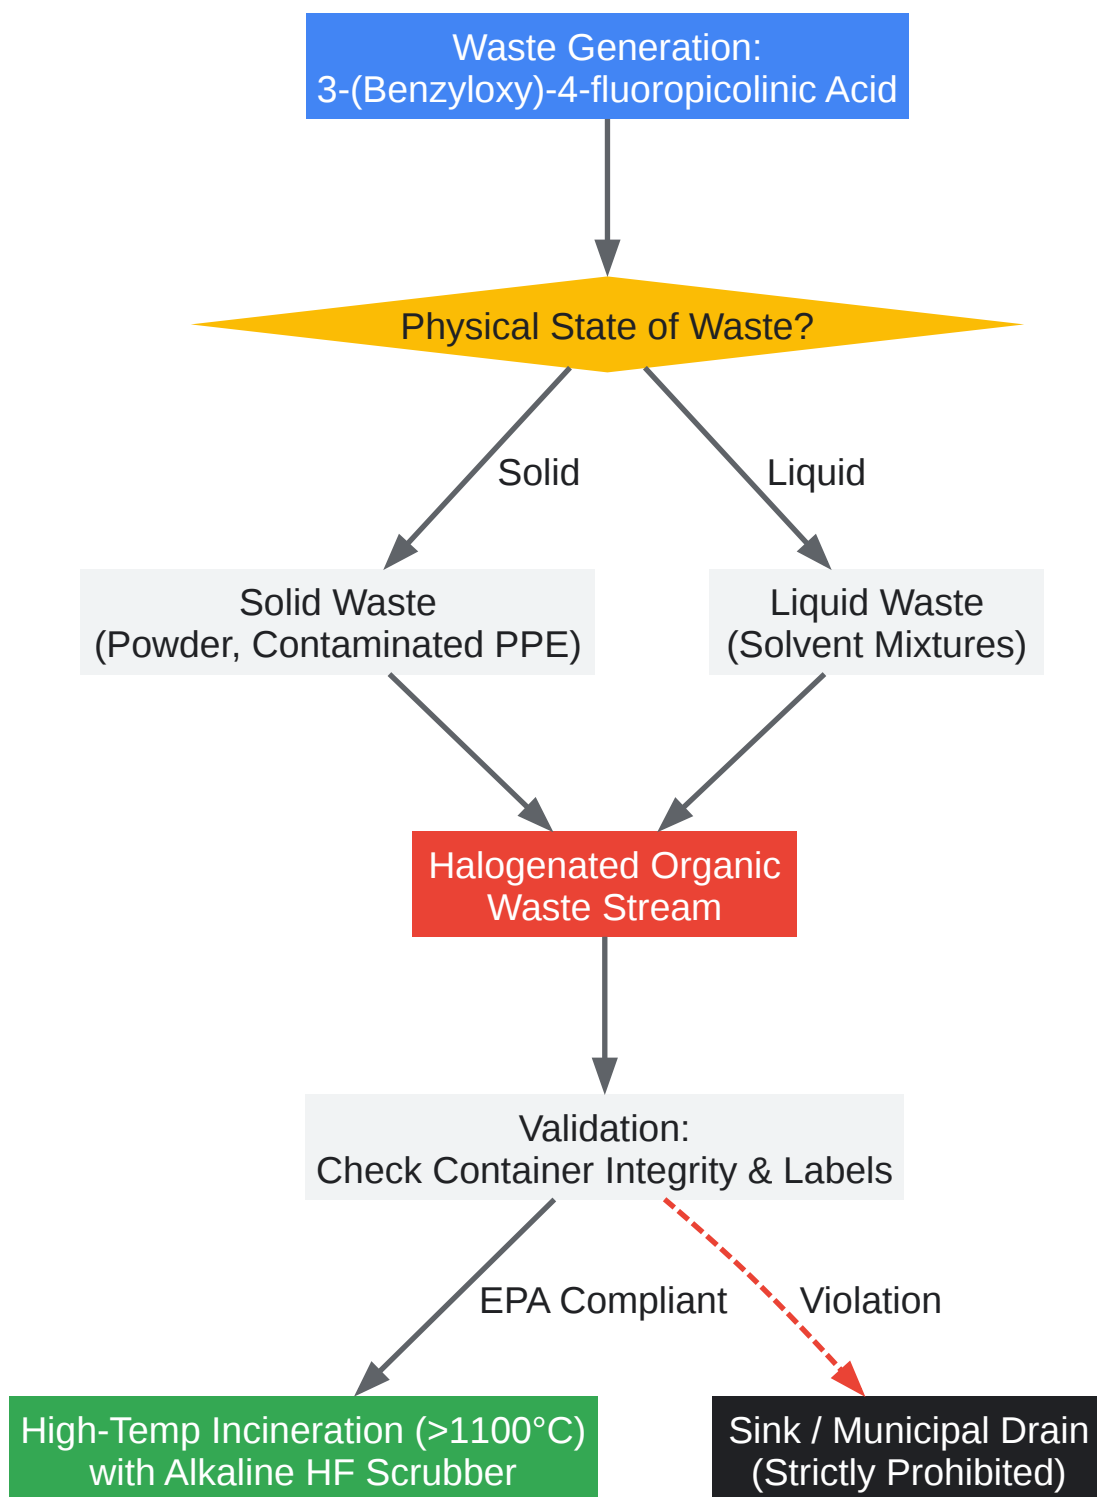 Waste Generation:
3-(Benzyloxy)-4-fluoropicolinic Acid
Physical State of Waste?
Solid
Liquid
Solid Waste
(Powder, Contaminated PPE)
Liquid Waste
(Solvent Mixtures)
Halogenated Organic
Waste Stream
Validation:
Check Container Integrity & Labels
EPA Compliant
Violation
High-Temp Incineration (>1100°C)
with Alkaline HF Scrubber
Sink / Municipal Drain
(Strictly Prohibited)